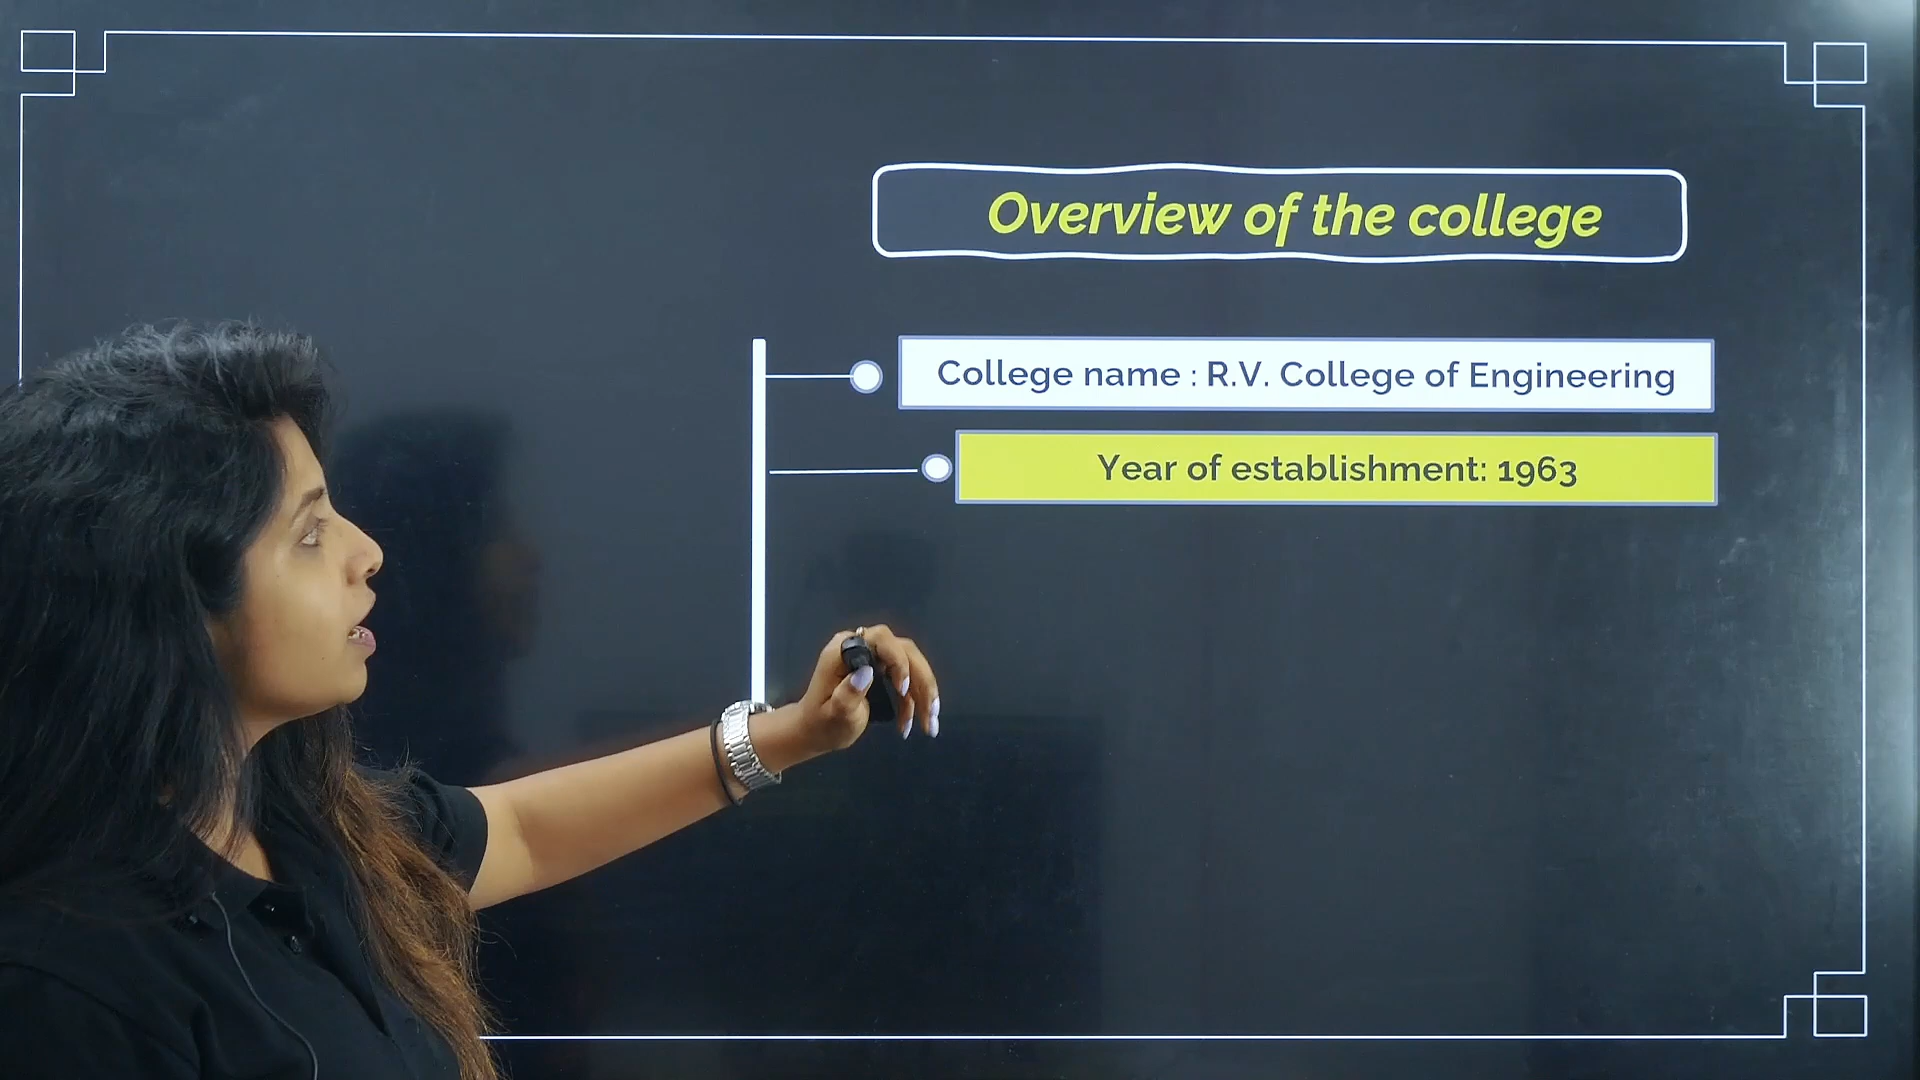 Overview of the college
College name : R.V. College of Engineering
Year of establishment: 1963